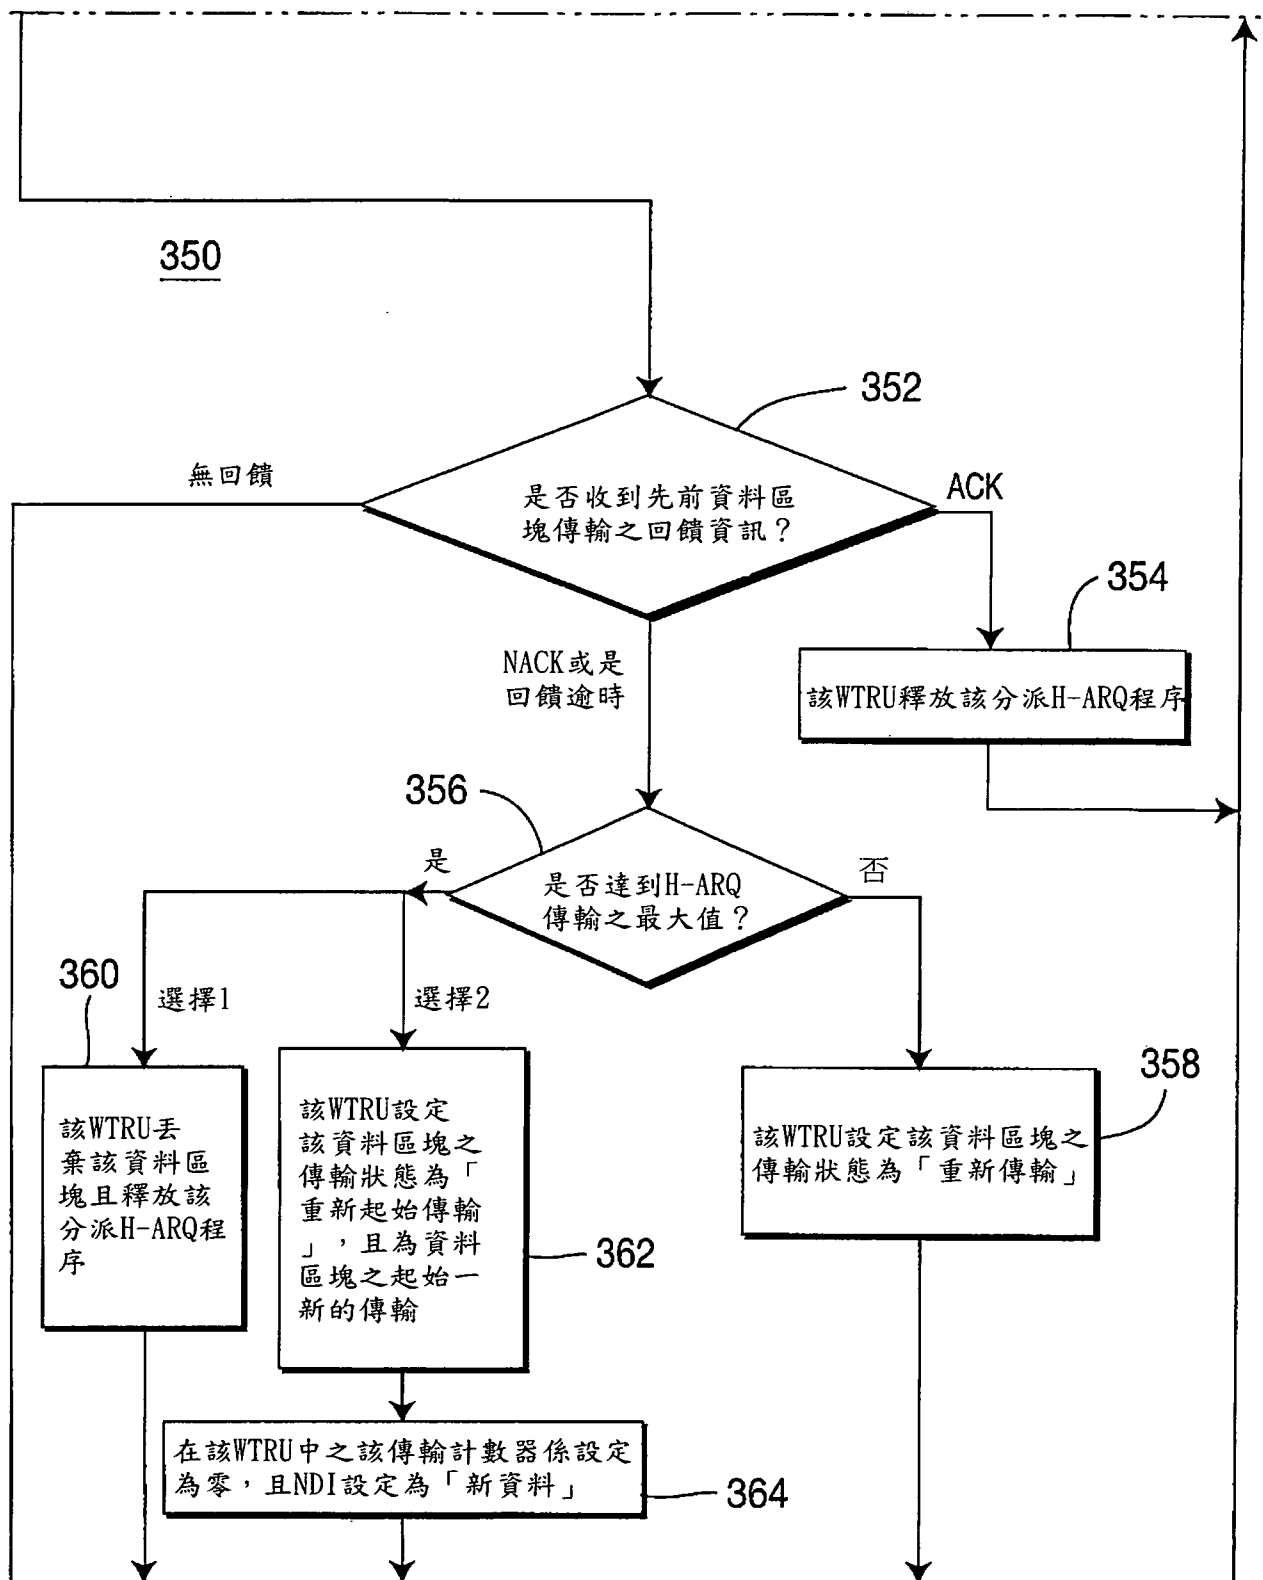 350
352
無回饋
是否收到先前資料區
塊傳輸之回饋資訊?
ACK
354
NACK或是
回饋逾時
該WTRU釋放該分派H-ARQ程序
356
是
否
是否達到H-ARQ
傳輸之最大值?
360
選擇1
選擇2
358
該WTRU丟
棄該資料區
塊且釋放該
分派H-ARQ程
序
該WTRU設定
該資料區塊之
傳輸狀態為「
重新起始傳輸
」,且為資料
區塊之起始一
新的傳輸
362
該WTRU設定該資料區塊之
傳輸狀態為「重新傳輸」
在該WTRU中之該傳輸計數器係設定
為零,且NDI設定為「新資料」
364